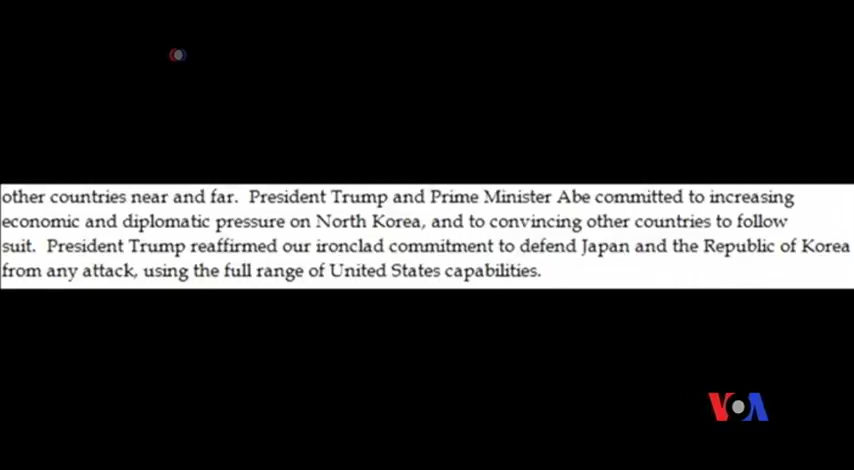 other countries near and far.  President Trump and Prime Minister Abe committed to increasing
economic and diplomatic pressure on North Korea, and to convincing other countries to follow
suit.  President Trump reaffirmed our ironclad commitment to defend Japan and the Republic of Korea
from any attack, using the full range of United States capabilities.
VOA